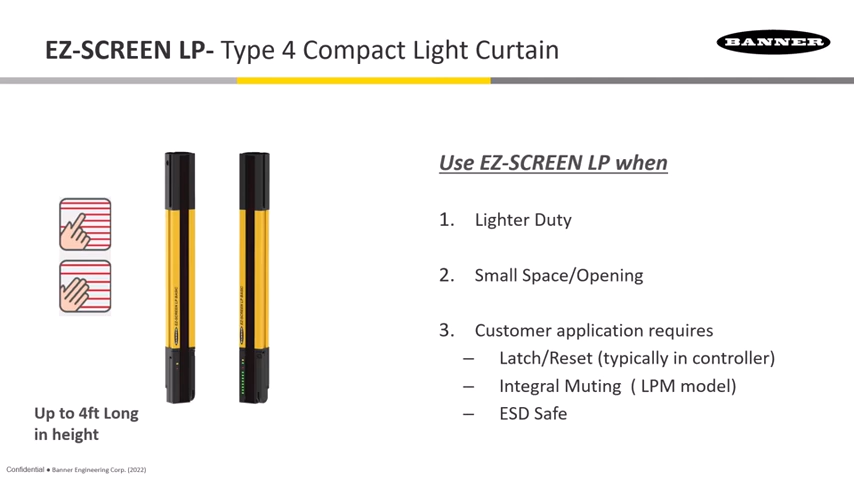 EZ-SCREEN LP- Type 4 Compact Light Curtain
BANNER
Use EZ-SCREEN LP when
1. Lighter Duty
2. Small Space/Opening
3. Customer application requires
– Latch/Reset (typically in controller)
– Integral Muting ( LPM model)
– ESD Safe
Up to 4ft Long
in height
Confidential ● Banner Engineering Corp. (2022)